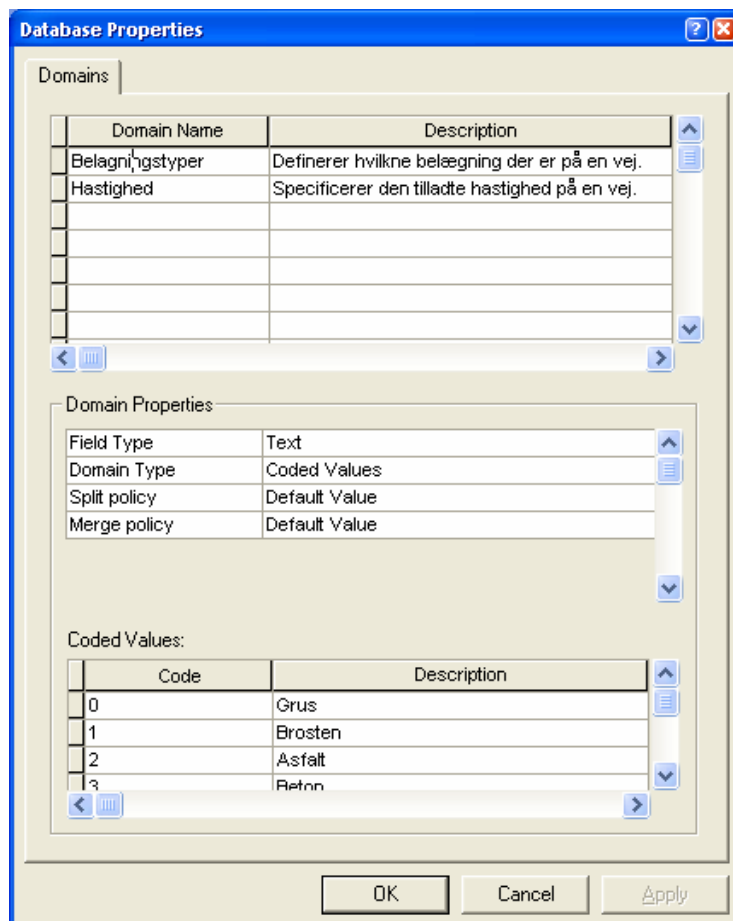 Database Properties
Domains
Domain Name Description
Belagningstyper Definerer hvilkne belægning der er på en vej.
Hastighed Specificerer den tilladte hastighed på en vej.
Domain Properties
Field Type Text
Domain Type Coded Values
Split policy Default Value
Merge policy Default Value
Coded Values:
Code Description
0 Grus
1 Brosten
2 Asfalt
3 Beton
OK Cancel Apply